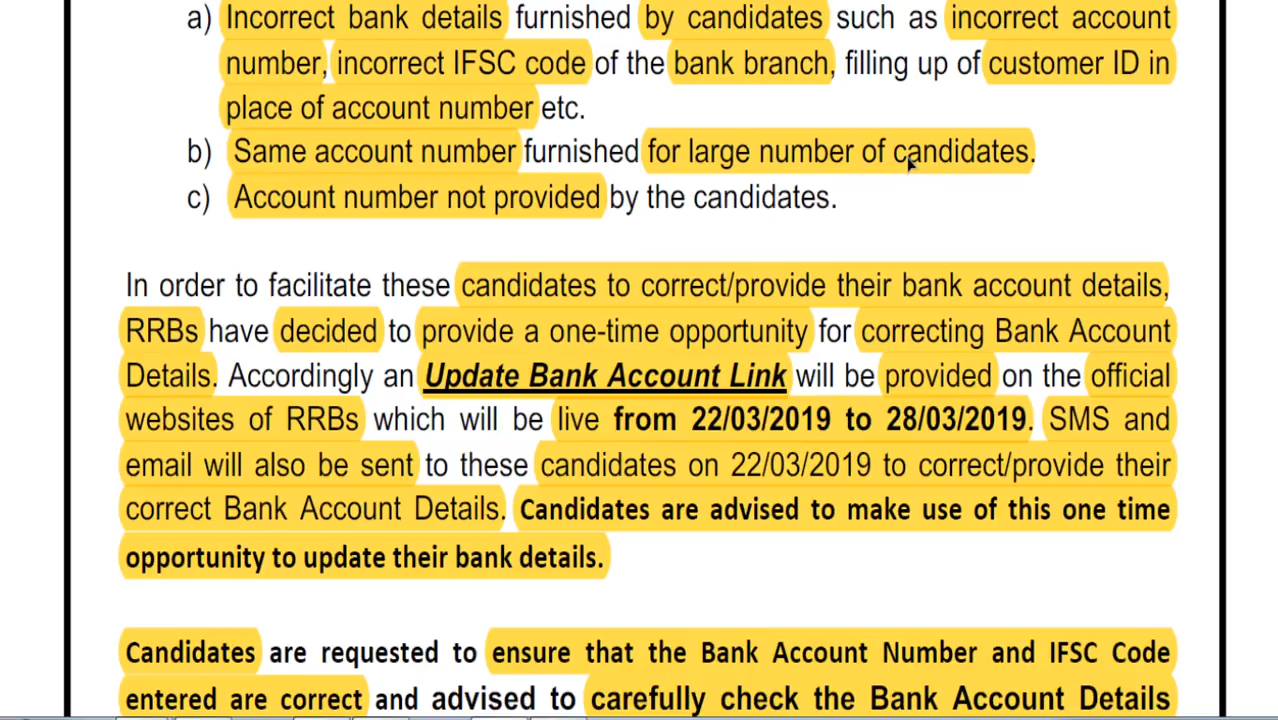 a) Incorrect bank details furnished by candidates such as incorrect account
number, incorrect IFSC code of the bank branch, filling up of customer ID in
place of account number etc.
b) Same account number furnished for large number of candidates.
c) Account number not provided by the candidates.
In order to facilitate these candidates to correct/provide their bank account details,
RRBs have decided to provide a one-time opportunity for correcting Bank Account
Details. Accordingly an Update Bank Account Link will be provided on the official
websites of RRBs which will be live from 22/03/2019 to 28/03/2019. SMS and
email will also be sent to these candidates on 22/03/2019 to correct/provide their
correct Bank Account Details. Candidates are advised to make use of this one time
opportunity to update their bank details.
Candidates are requested to ensure that the Bank Account Number and IFSC Code
entered are correct and advised to carefully check the Bank Account Details